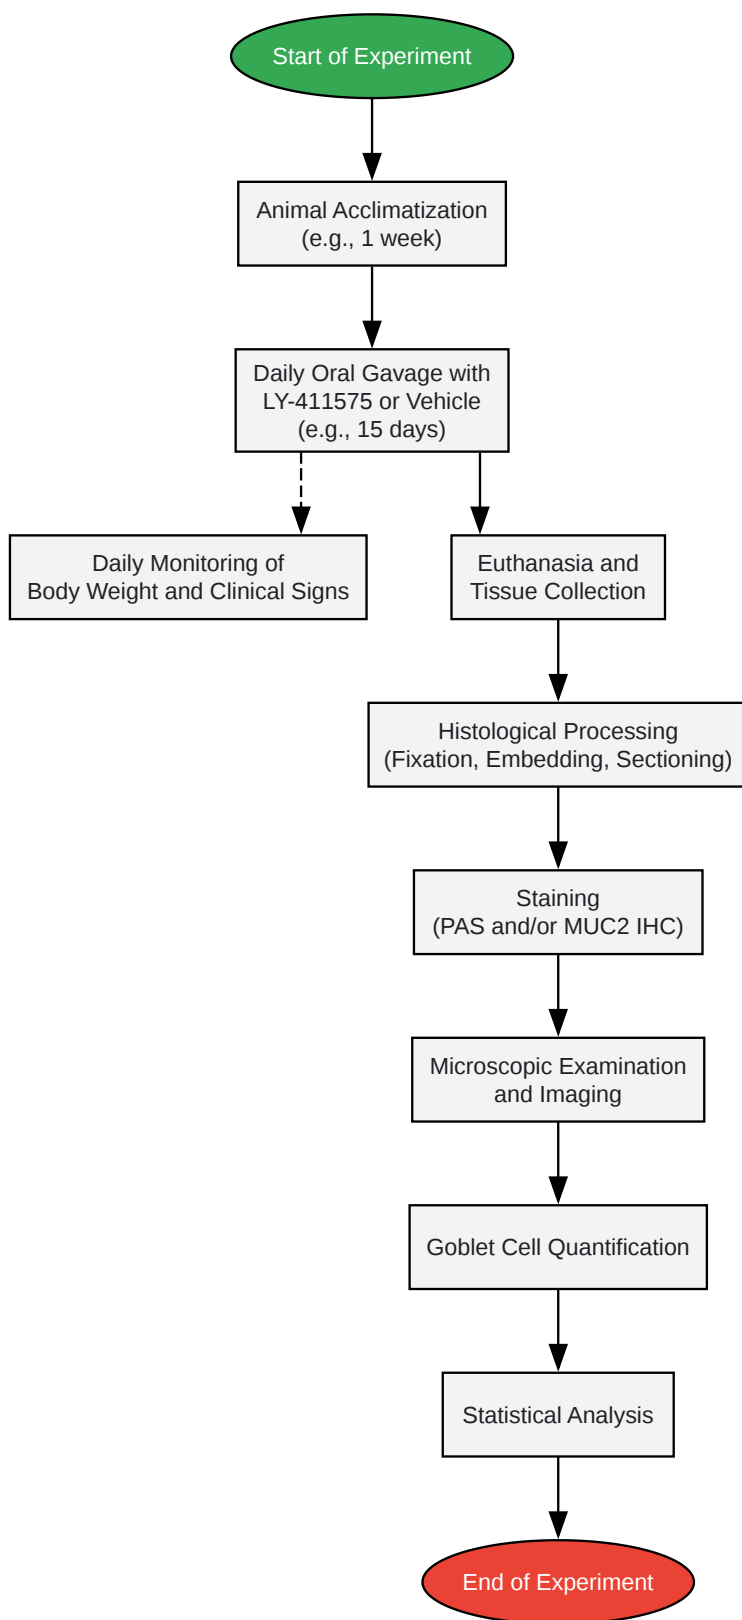 Start of Experiment
Animal Acclimatization
(e.g., 1 week)
Daily Oral Gavage with
LY-411575 or Vehicle
(e.g., 15 days)
Daily Monitoring of
Body Weight and Clinical Signs
Euthanasia and
Tissue Collection
Histological Processing
(Fixation, Embedding, Sectioning)
Staining
(PAS and/or MUC2 IHC)
Microscopic Examination
and Imaging
Goblet Cell Quantification
Statistical Analysis
End of Experiment